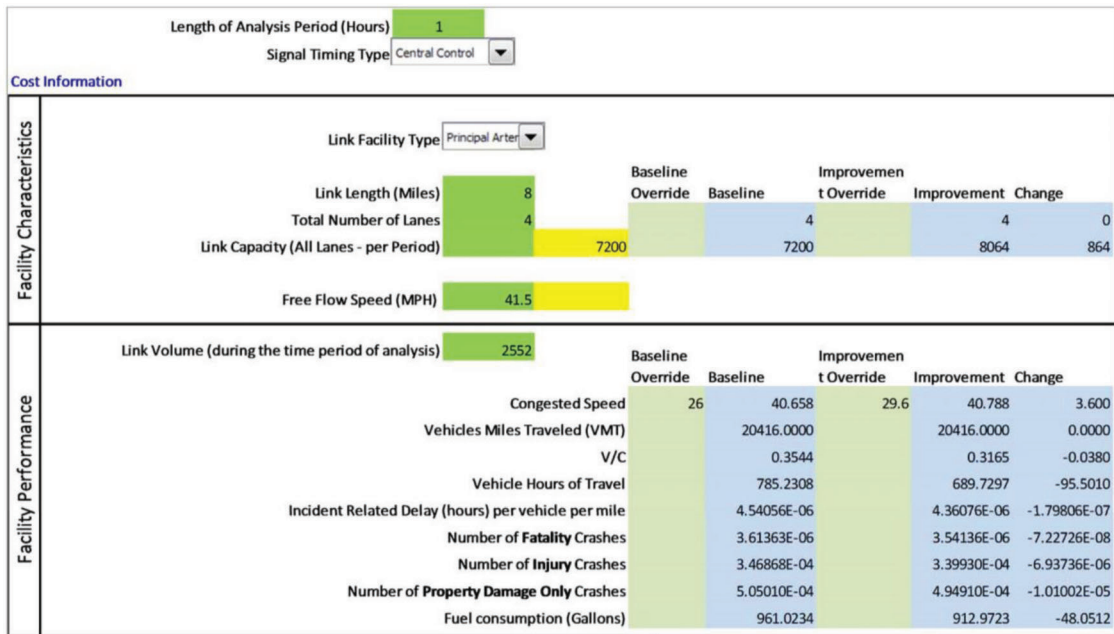 Length of Analysis Period (Hours) 1
Signal Timing Type Central Control
Cost Information
Facility Characteristics
Link Facility Type Principal Arter
Baseline Improvemen
Override Baseline t Override Improvement Change
Link Length (Miles) 8
Total Number of Lanes 4 4 4 0
Link Capacity (All Lanes - per Period) 7200 7200 8064 864
Free Flow Speed (MPH) 41.5
Facility Performance
Link Volume (during the time period of analysis) 2552
Baseline Improvemen
Override Baseline t Override Improvement Change
Congested Speed 26 40.658 29.6 40.788 3.600
Vehicles Miles Traveled (VMT) 20416.0000 20416.0000 0.0000
V/C 0.3544 0.3165 -0.0380
Vehicle Hours of Travel 785.2308 689.7297 -95.5010
Incident Related Delay (hours) per vehicle per mile 4.54056E-06 4.36076E-06 -1.79806E-07
Number of Fatality Crashes 3.61363E-06 3.54136E-06 -7.22726E-08
Number of Injury Crashes 3.46868E-04 3.39930E-04 -6.93736E-06
Number of Property Damage Only Crashes 5.05010E-04 4.94910E-04 -1.01002E-05
Fuel consumption (Gallons) 961.0234 912.9723 -48.0512